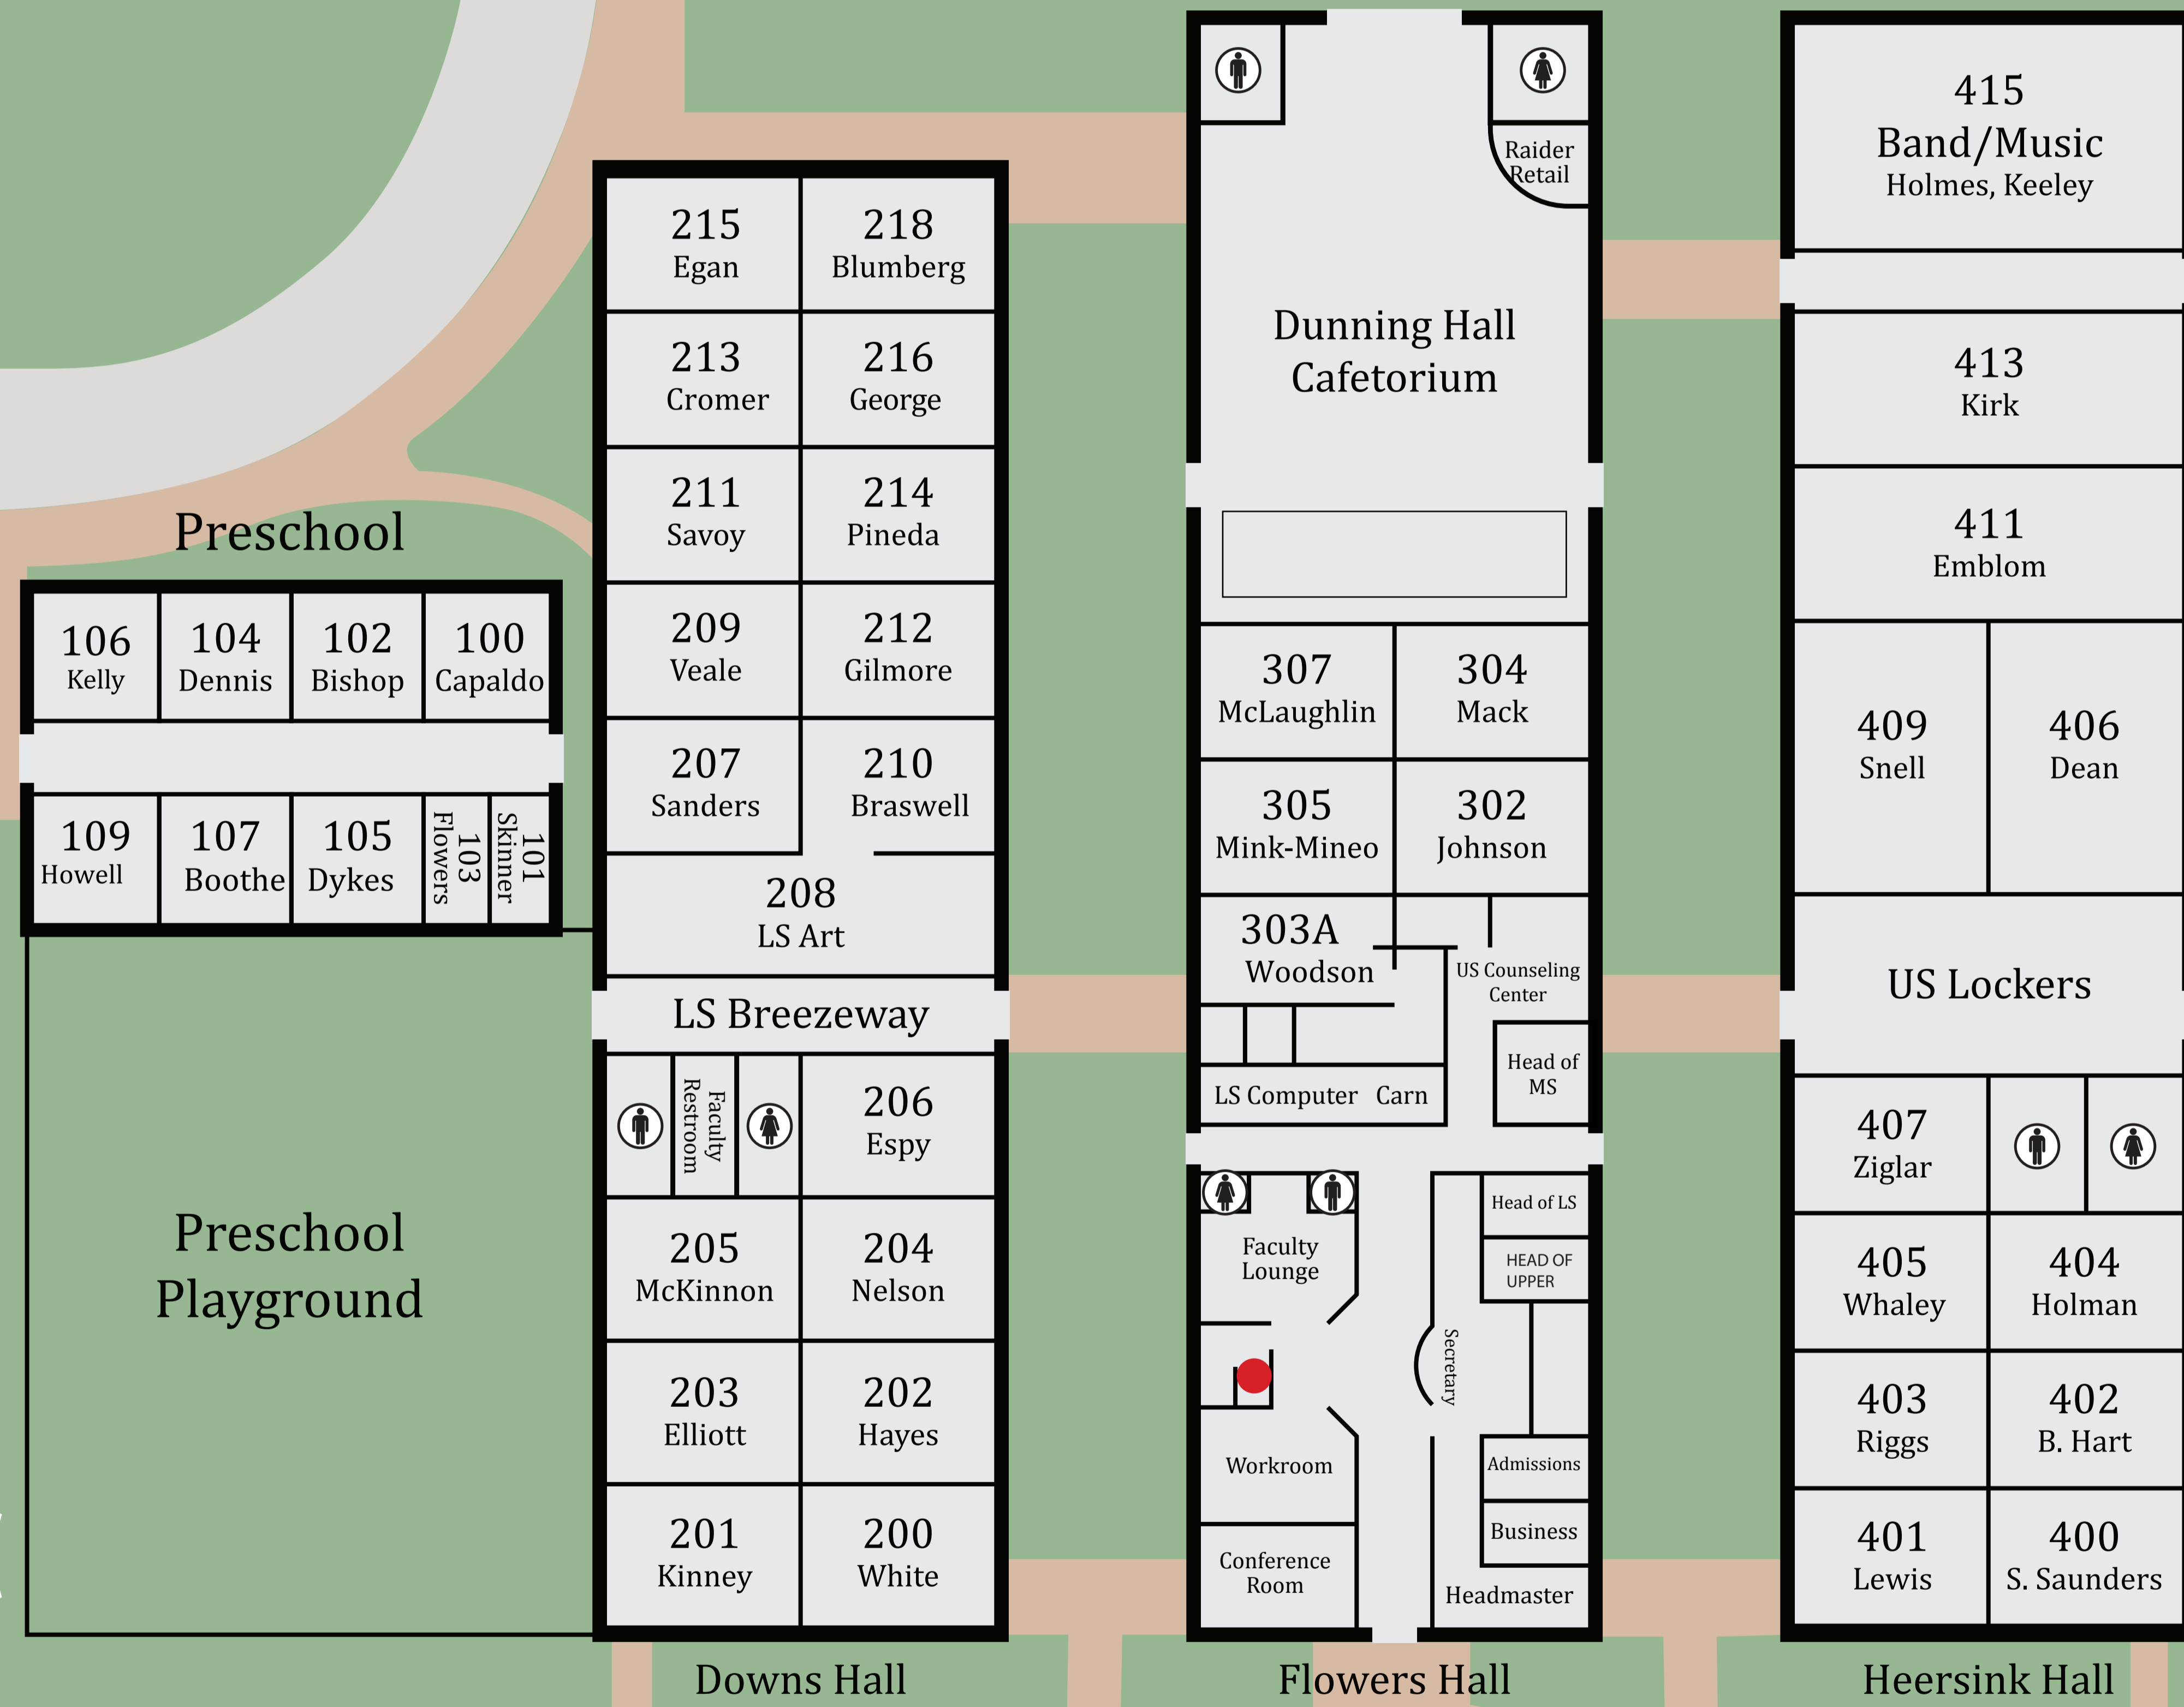 Preschool
106
Kelly
104
Dennis
102
Bishop
100
Capaldo
109
Howell
107
Boothe
105
Dykes
103
Flowers
101
Skinner
Preschool
Playground
215
Egan
218
Blumberg
213
Cromer
216
George
211
Savoy
214
Pineda
209
Veale
212
Gilmore
207
Sanders
210
Braswell
208
LS Art
LS Breezeway
Faculty
Restroom
206
Espy
205
McKinnon
204
Nelson
203
Elliott
202
Hayes
201
Kinney
200
White
Downs Hall
Raider
Retail
Dunning Hall
Cafetorium
307
McLaughlin
304
Mack
305
Mink-Mineo
302
Johnson
303A
Woodson
US Counseling
Center
Head of
MS
LS Computer Carn
Faculty
Lounge
Head of LS
HEAD OF
UPPER
Secretary
Workroom
Admissions
Business
Conference
Room
Headmaster
Flowers Hall
415
Band/Music
Holmes, Keeley
413
Kirk
411
Emblom
409
Snell
406
Dean
US Lockers
407
Ziglar
405
Whaley
404
Holman
403
Riggs
402
B. Hart
401
Lewis
400
S. Saunders
Heersink Hall